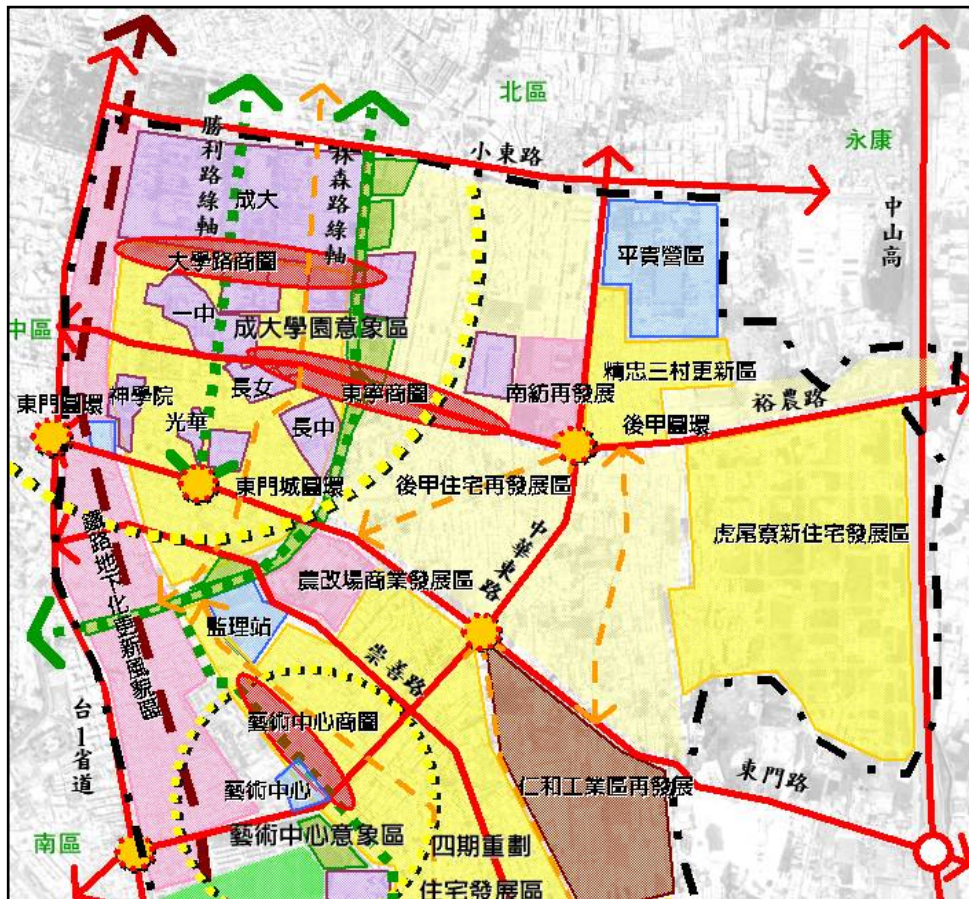 北區
永康
小東路
勝利路綠軸
林森路綠軸
成大
中山高
平實營區
大學路商圈
一中
成大學園意象區
中區
精忠三村更新區
東寧商圈
南紡再發展
神學院
長女
裕農路
東門圓環
光華
長中
後甲圓環
東門城圓環
後甲住宅再發展區
中華東路
虎尾寮新住宅發展區
鐵路地下化更新風貌區
農改場商業發展區
監理站
崇善路
台1省道
藝術中心商圈
藝術中心
仁和工業區再發展
東門路
南區
藝術中心意象區
四期重劃
住宅發展區